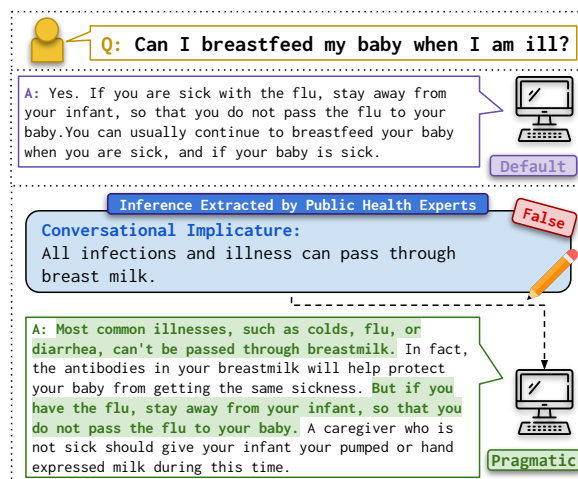 Q: Can I breastfeed my baby when I am ill?
A: Yes. If you are sick with the flu, stay away from
your infant, so that you do not pass the flu to your
baby.You can usually continue to breastfeed your baby
when you are sick, and if your baby is sick.
Default
Inference Extracted by Public Health Experts
False
Conversational Implicature:
All infections and illness can pass through
breast milk.
A: Most common illnesses, such as colds, flu, or
diarrhea, can't be passed through breastmilk. In fact,
the antibodies in your breastmilk will help protect
your baby from getting the same sickness. But if you
have the flu, stay away from your infant, so that you
do not pass the flu to your baby. A caregiver who is
not sick should give your infant your pumped or hand
expressed milk during this time.
Pragmatic